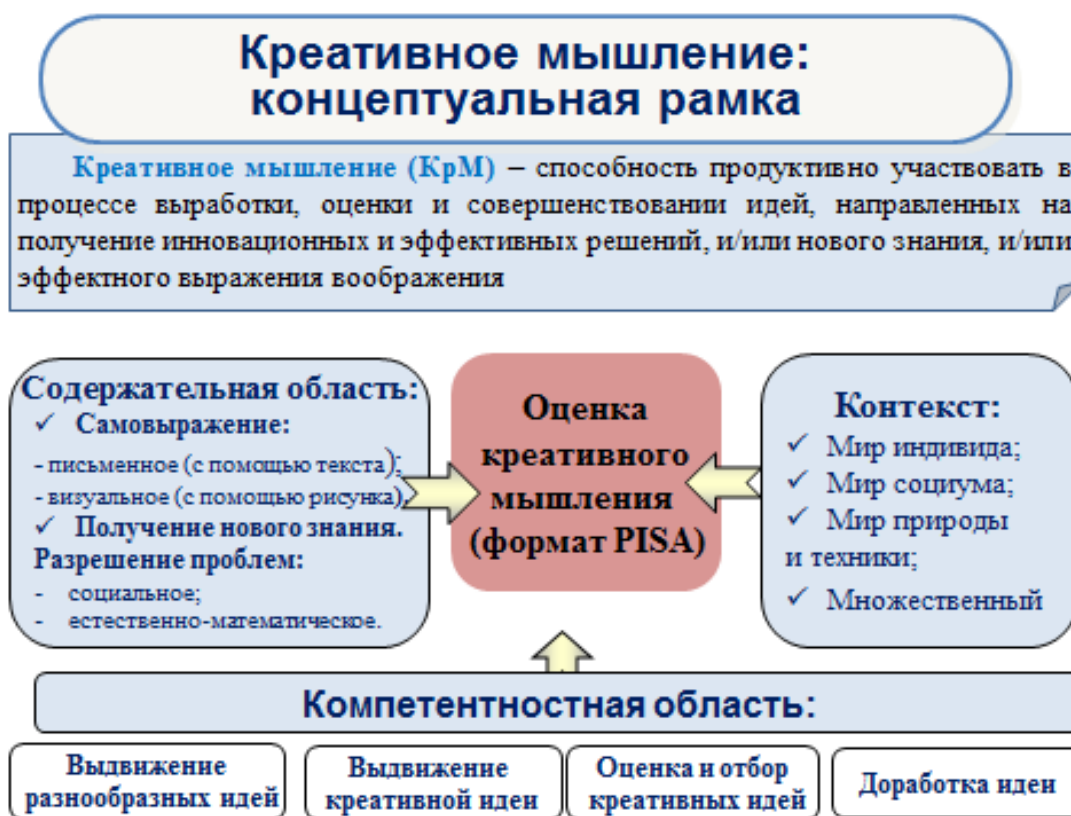 Креативное мышление:
концептуальная рамка
Креативное мышление (КрМ) – способность продуктивно участвовать в
процессе выработки, оценки и совершенствовании идей, направленных на
получение инновационных и эффективных решений, и/или нового знания, и/или
эффектного выражения воображения
Содержательная область:
✓ Самовыражение:
- письменное (с помощью текста);
- визуальное (с помощью рисунка)
✓ Получение нового знания.
Разрешение проблем:
- социальное;
- естественно-математическое.
Оценка
креативного
мышления
(формат PISA)
Контекст:
✓ Мир индивида;
✓ Мир социума;
✓ Мир природы
и техники;
✓ Множественный
Компетентностная область:
Выдвижение
разнообразных идей
Выдвижение
креативной идеи
Оценка и отбор
креативных идей
Доработка идеи